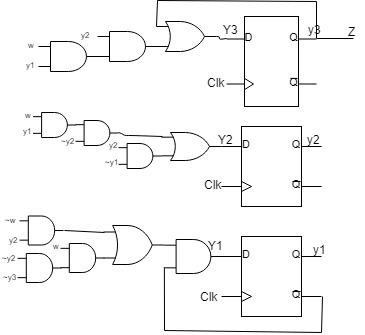 y2 Y3 y3 Z
w D Q
y1
Clk Q
w Y2 y2
y1 D Q
~y2 y2
~y1
Clk Q
~w
y2 w Y1 y1
~y2 D Q
~y3
Clk Q